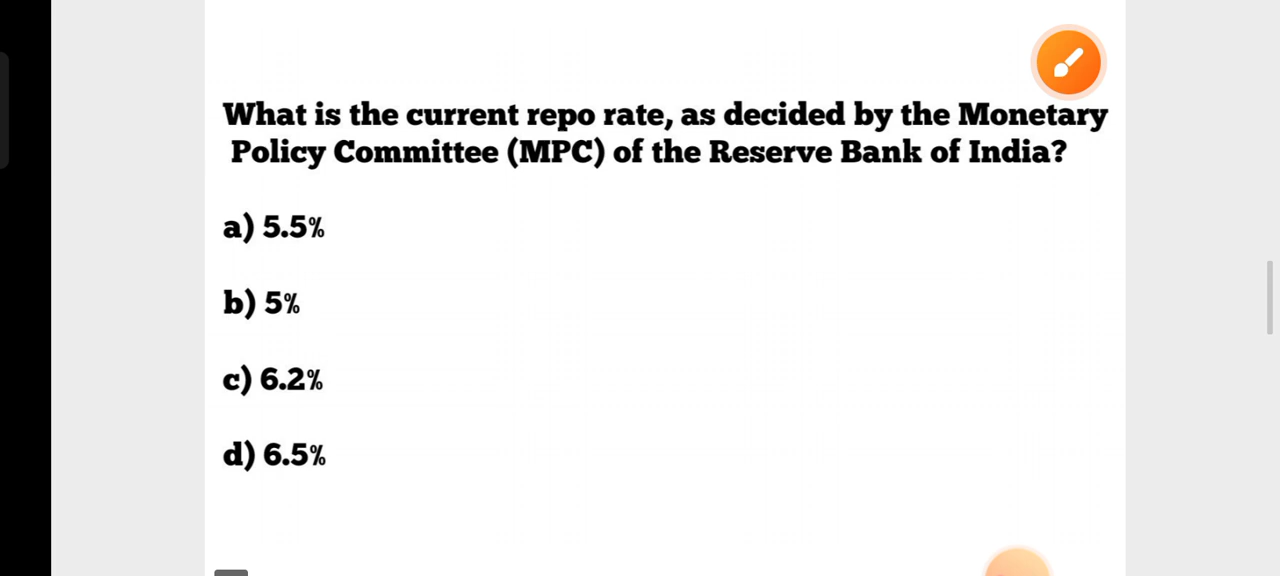 What is the current repo rate, as decided by the Monetary
Policy Committee (MPC) of the Reserve Bank of India?
a) 5.5%
b) 5%
c) 6.2%
d) 6.5%